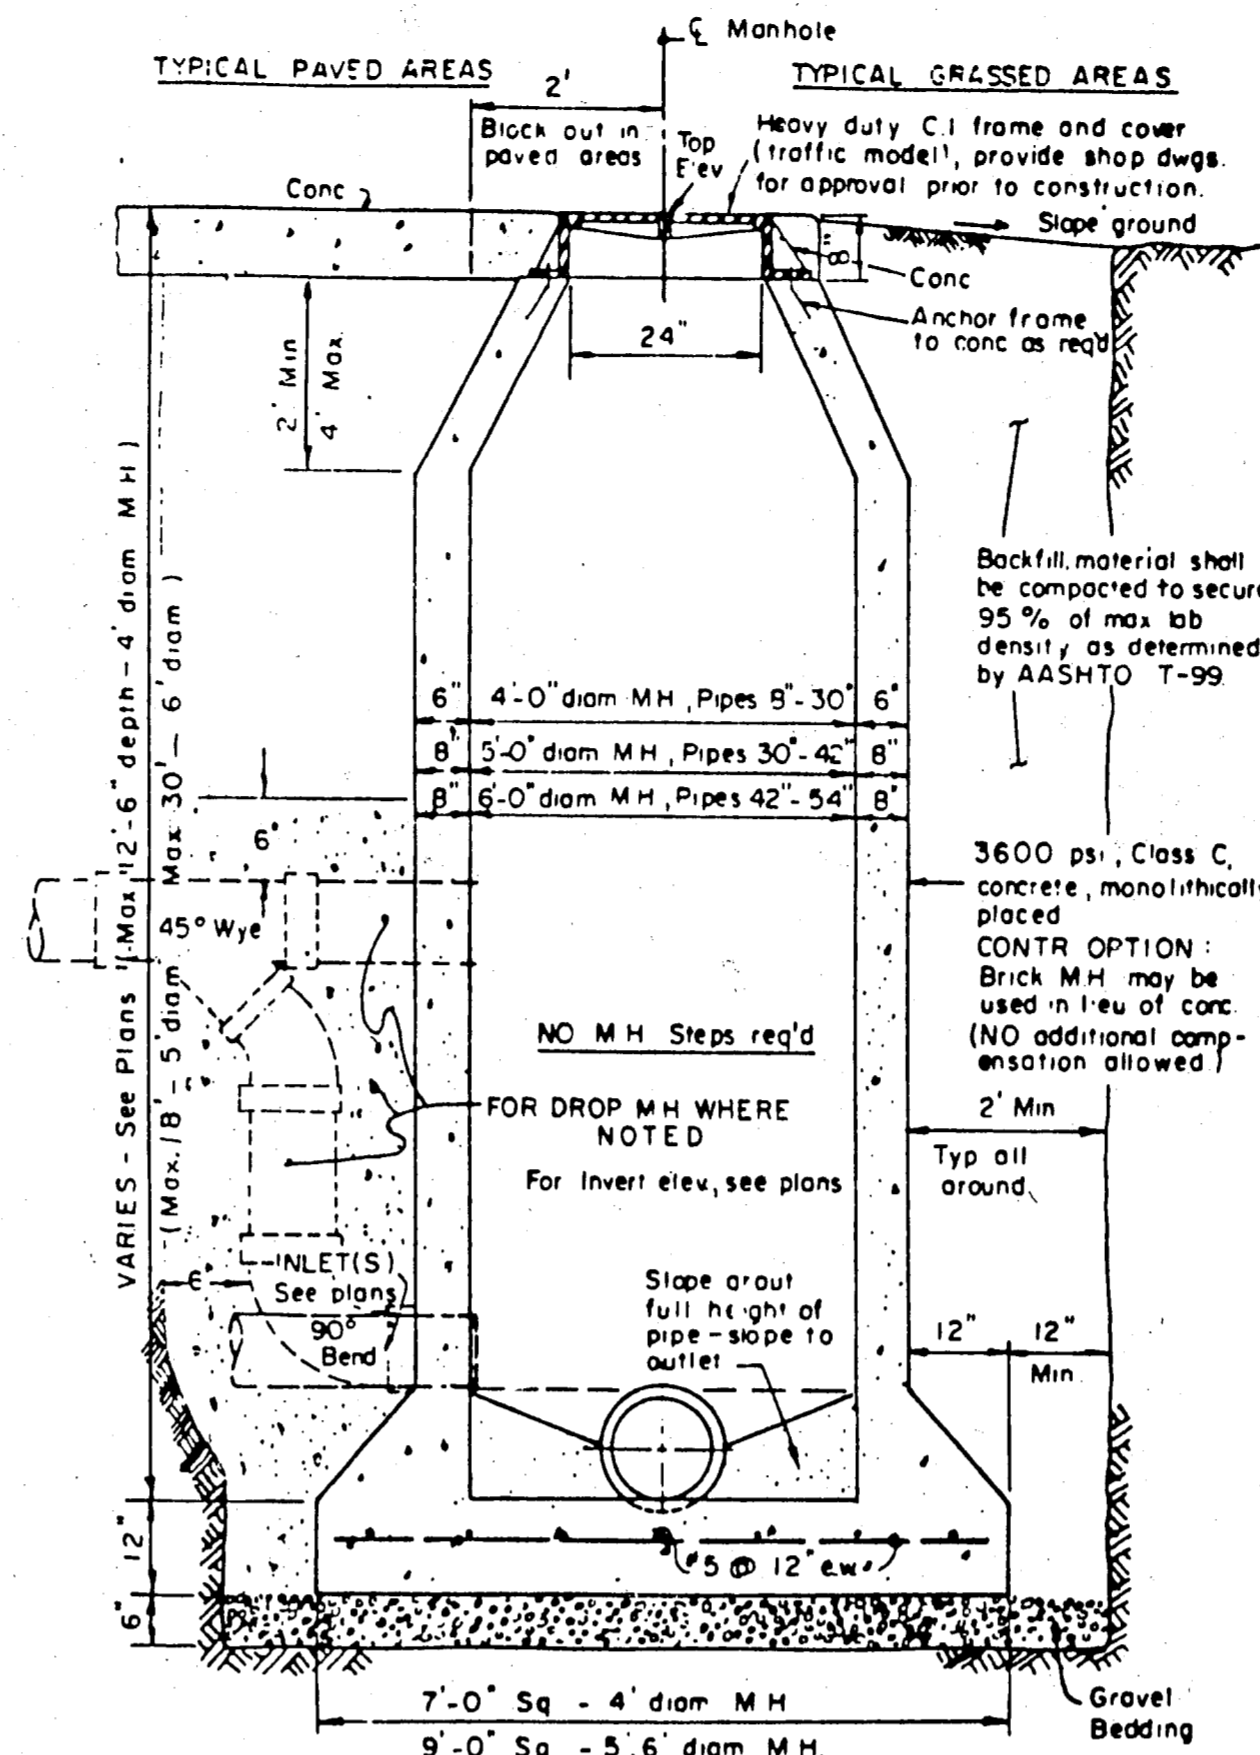 ℄ Manhole
TYPICAL PAVED AREAS
TYPICAL GRASSED AREAS
2'
Block out in
paved areas
Top
Elev
Heavy duty C.I frame and cover
(traffic model), provide shop dwgs.
for approval prior to construction.
Conc
Slope ground
8"
Conc
Anchor frame
to conc as req'd
24"
2' Min
4' Max.
VARIES - See Plans (Max. 12'-6" depth - 4' diam M H)
(Max. 18' - 5' diam Max 30' - 6' diam)
Backfill material shall
be compacted to secure
95% of max lab
density as determined
by AASHTO T-99
6" 4'-0" diam MH, Pipes 8"-30" 6"
8" 5'-0" diam MH, Pipes 30"-42" 8"
8" 6'-0" diam MH, Pipes 42"-54" 8"
6"
45° Wye
3600 psi, Class C,
concrete, monolithically
placed
CONTR OPTION:
Brick M.H may be
used in lieu of conc.
(NO additional comp-
ensation allowed)
NO M H Steps req'd
FOR DROP M H WHERE
NOTED
For Invert elev, see plans
2' Min
Typ all
around
6"
INLET(S)
See plans
90°
Bend
Slope grout
full height of
pipe - slope to
outlet
12" 12"
Min
#5 @ 12" e.w.
12"
6"
7'-0" Sq - 4' diam M H
9'-0" Sq - 5', 6' diam M H.
Gravel
Bedding